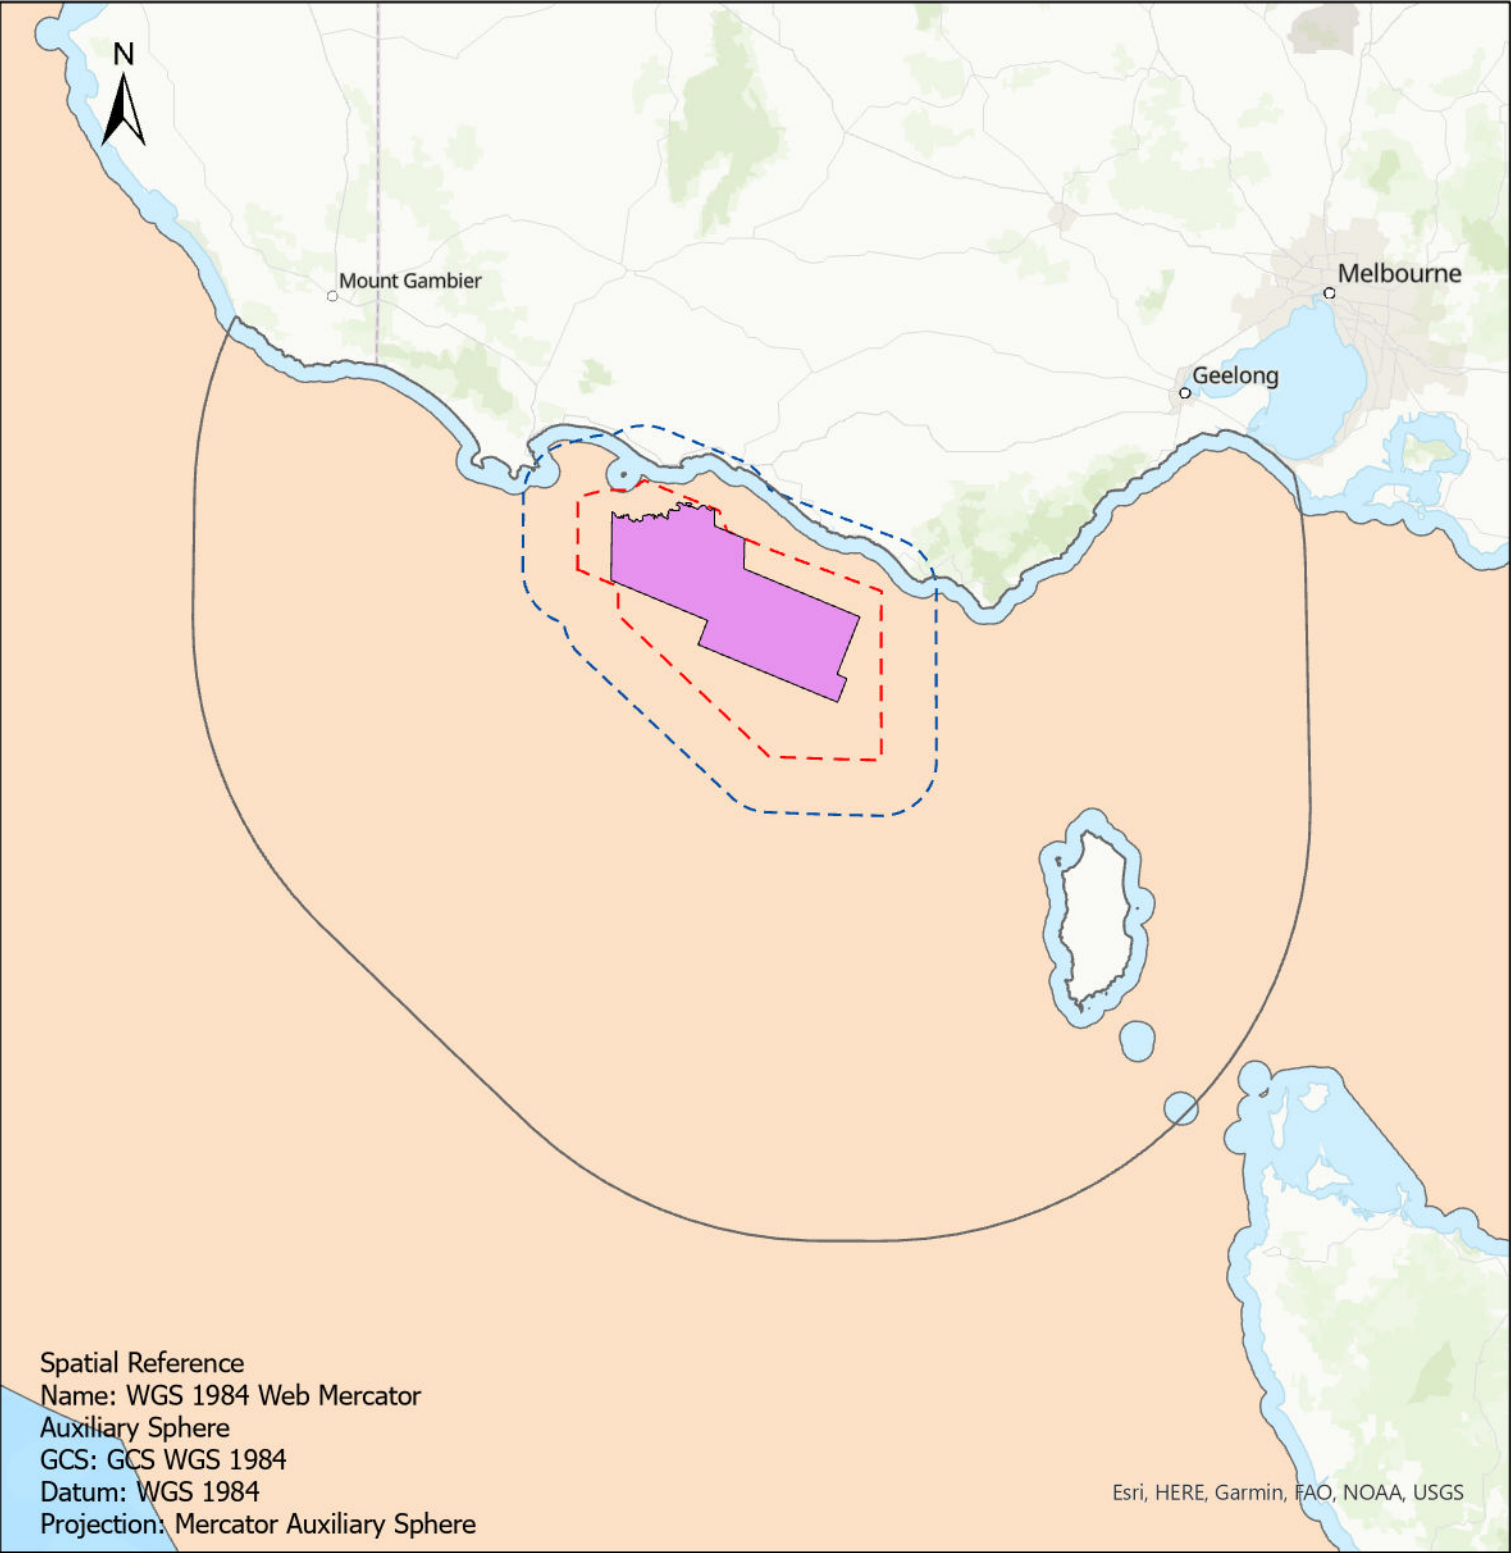 N
Mount Gambier
Melbourne
Geelong
Spatial Reference
Name: WGS 1984 Web Mercator
Auxiliary Sphere
GCS: GCS WGS 1984
Datum: WGS 1984
Projection: Mercator Auxiliary Sphere
Esri, HERE, Garmin, FAO, NOAA, USGS